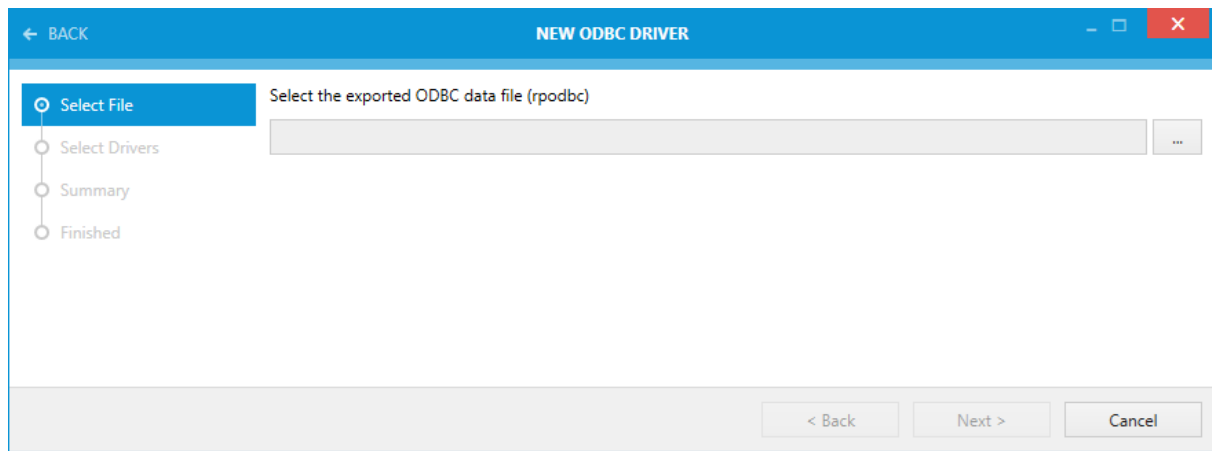 ← BACK
NEW ODBC DRIVER
Select File
Select Drivers
Summary
Finished
Select the exported ODBC data file (rpodbc)
...
< Back
Next >
Cancel